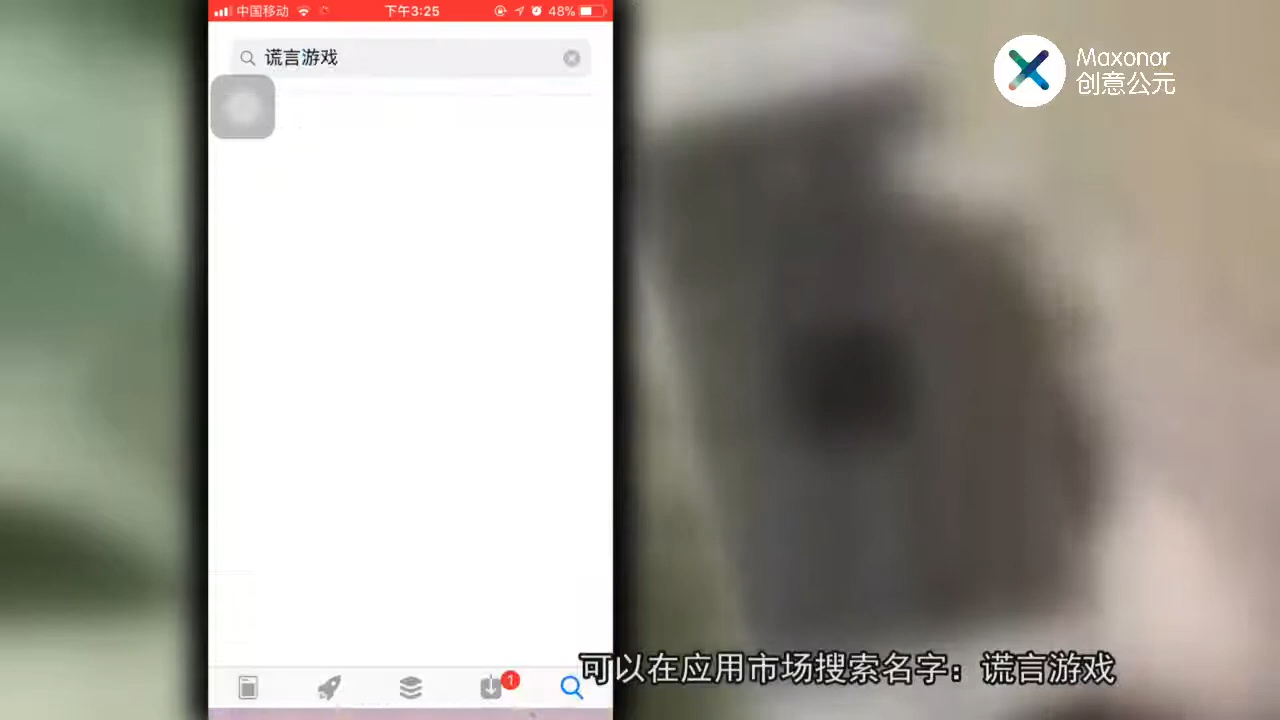 中国移动
下午3:25
48%
谎言游戏
Maxonor
创意公元
1
可以在应用市场搜索名字：谎言游戏